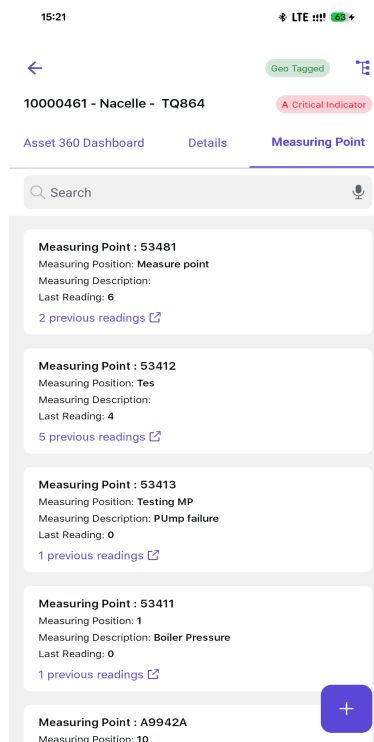 15:21
LTE
63
Geo Tagged
10000461 - Nacelle - TQ864
A Critical Indicator
Asset 360 Dashboard
Details
Measuring Point
Search
Measuring Point : 53481
Measuring Position: Measure point
Measuring Description:
Last Reading: 6
2 previous readings
Measuring Point : 53412
Measuring Position: Tes
Measuring Description:
Last Reading: 4
5 previous readings
Measuring Point : 53413
Measuring Position: Testing MP
Measuring Description: PUmp failure
Last Reading: 0
1 previous readings
Measuring Point : 53411
Measuring Position: 1
Measuring Description: Boiler Pressure
Last Reading: 0
1 previous readings
Measuring Point : A9942A
Measuring Position: 10